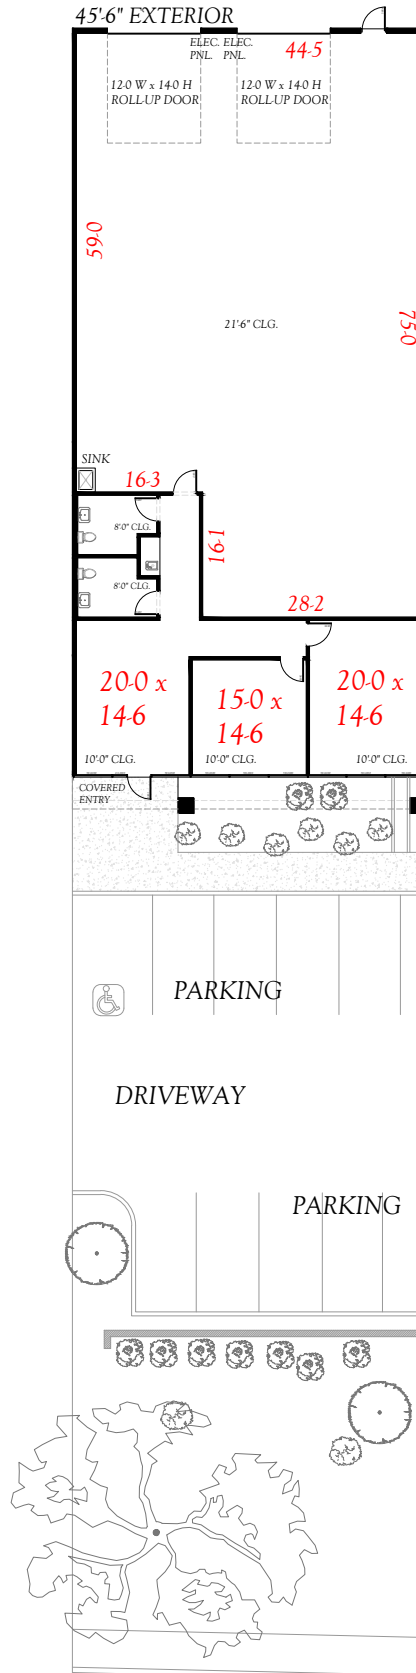 45'-6" EXTERIOR
ELEC. ELEC.
PNL. PNL.
44-5
12-0 W x 14-0 H
ROLL-UP DOOR
12-0 W x 14-0 H
ROLL-UP DOOR
59-0
75-0
21'-6" CLG.
SINK
16-3
8'-0" CLG.
16-1
8'-0" CLG.
28-2
20-0 x
14-6
15-0 x
14-6
20-0 x
14-6
10'-0" CLG.
10'-0" CLG.
10'-0" CLG.
COVERED
ENTRY
PARKING
DRIVEWAY
PARKING